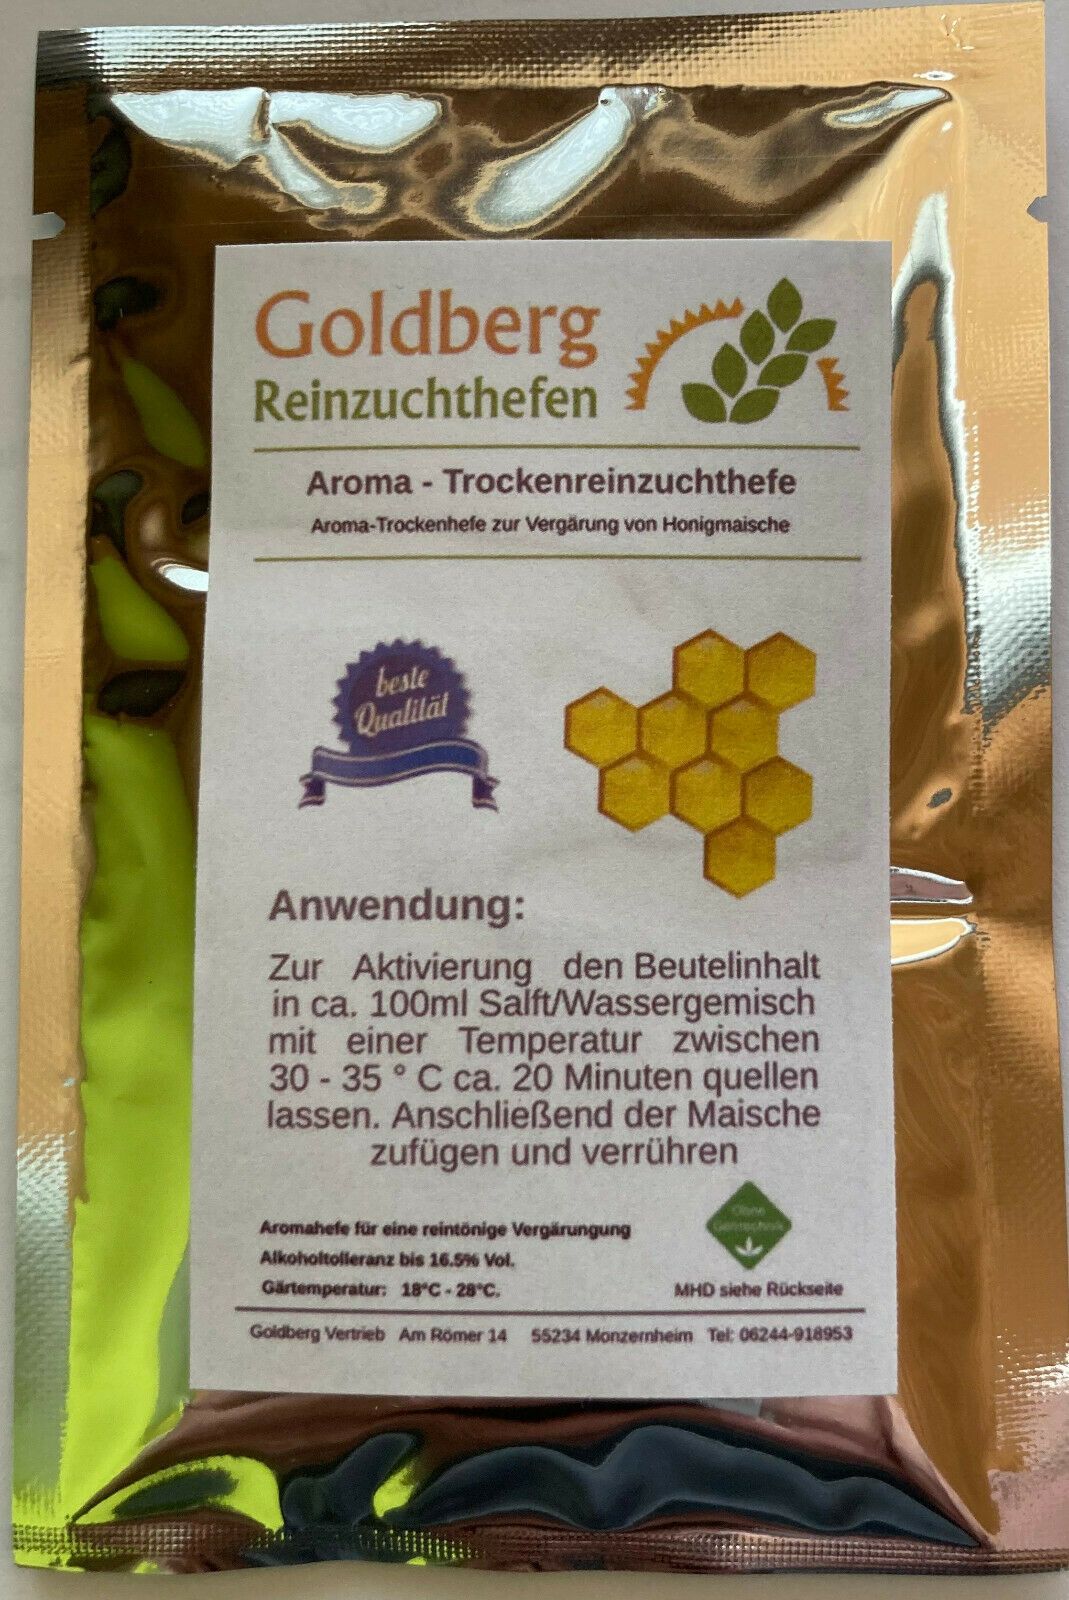 Goldberg
Reinzuchthefen
Aroma - Trockenreinzuchthefe
Aroma-Trockenhefe zur Vergärung von Honigmaische
beste
Qualität
Anwendung:
Zur Aktivierung den Beutelinhalt
in ca. 100ml Salft/Wassergemisch
mit einer Temperatur zwischen
30 - 35 ° C ca. 20 Minuten quellen
lassen. Anschließend der Maische
zufügen und verrühren
Ohne
Gentechnik
Aromahefe für eine reintönige Vergärungung
Alkoholtolleranz bis 16.5% Vol.
Gärtemperatur: 18°C - 28°C.
MHD siehe Rückseite
Goldberg Vertrieb Am Römer 14 55234 Monzernheim Tel: 06244-918953